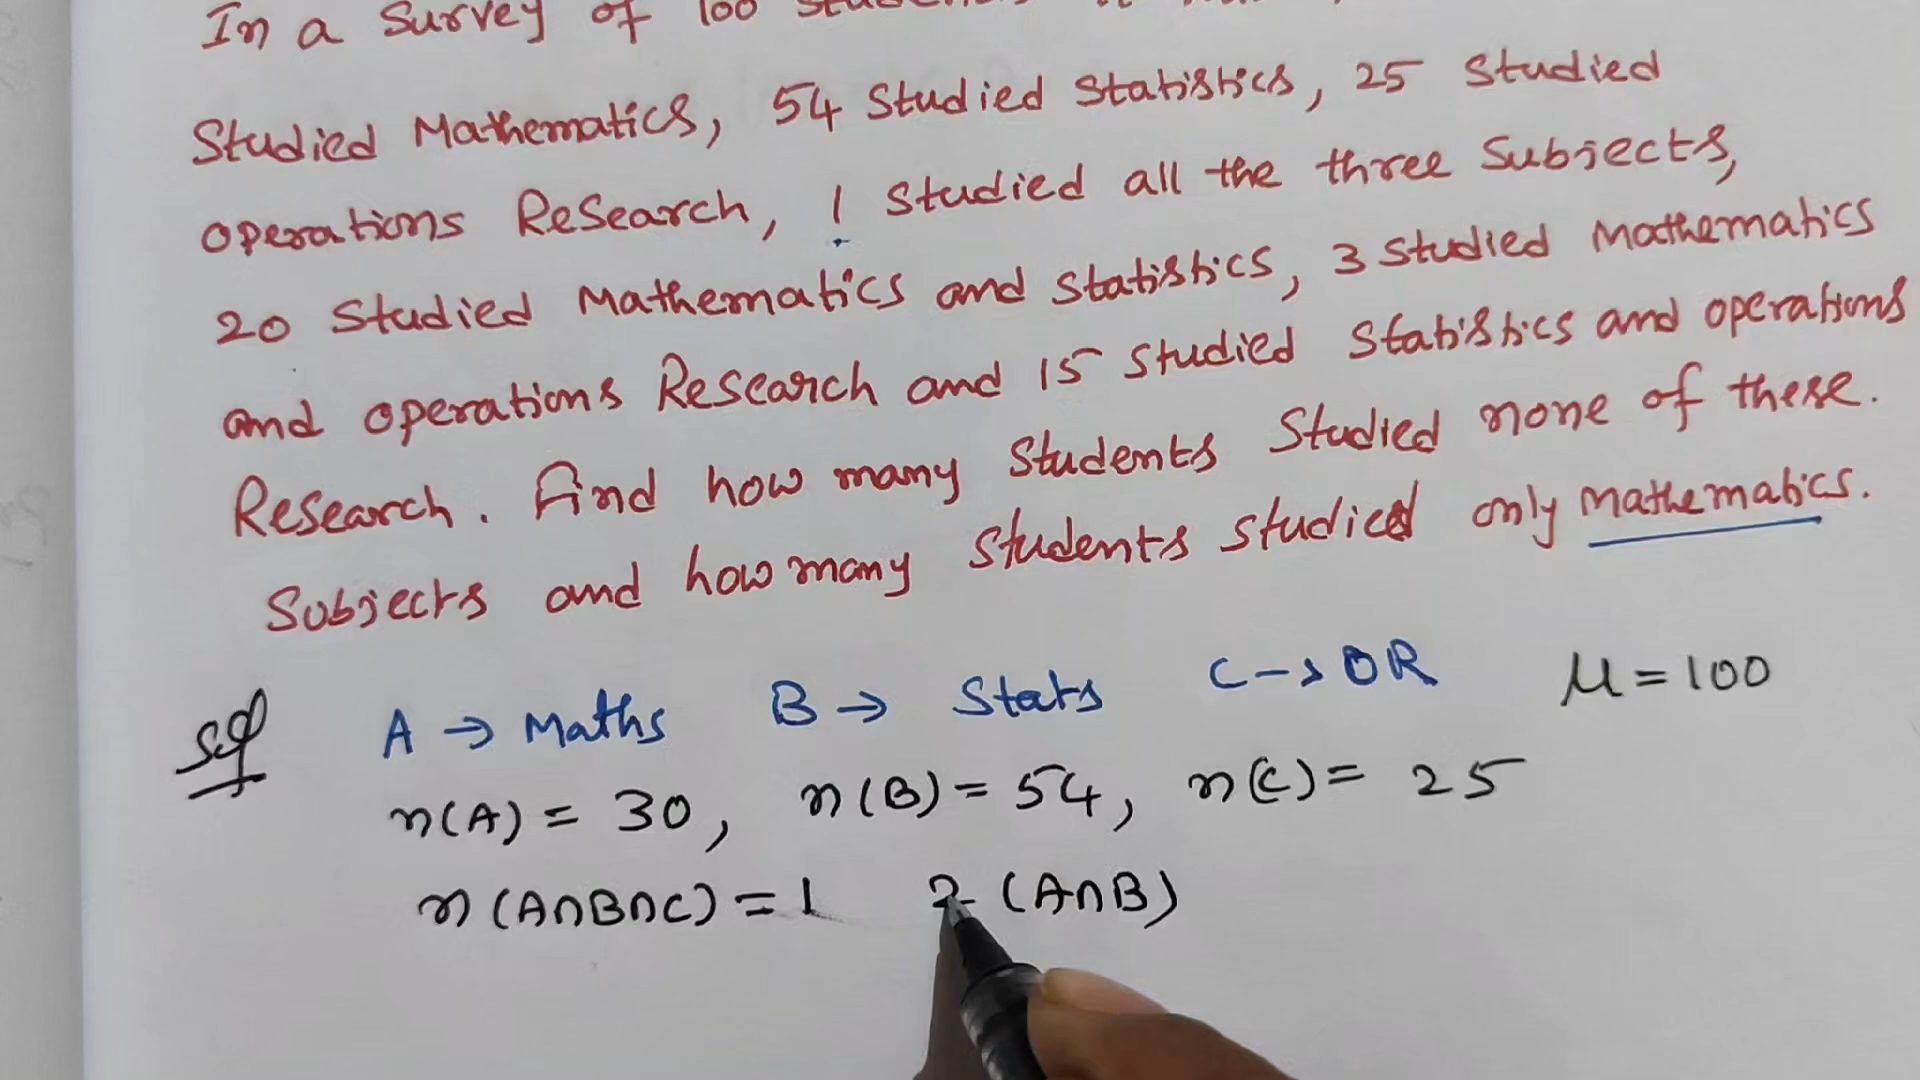 In a Survey of 100
Studied Mathematics, 54 Studied Statistics, 25 Studied
operations Research, 1 Studied all the three Subjects,
20 Studied Mathematics and Statistics, 3 Studied Mathematics
and operations Research and 15 Studied Statistics and operations
Research. Find how many Students Studied none of these.
Subjects and how many Students studied only Mathematics.
Sol A → Maths B → Stats C → OR μ = 100
n(A) = 30, n(B) = 54, n(C) = 25
n(A∩B∩C) = 1 (A∩B)